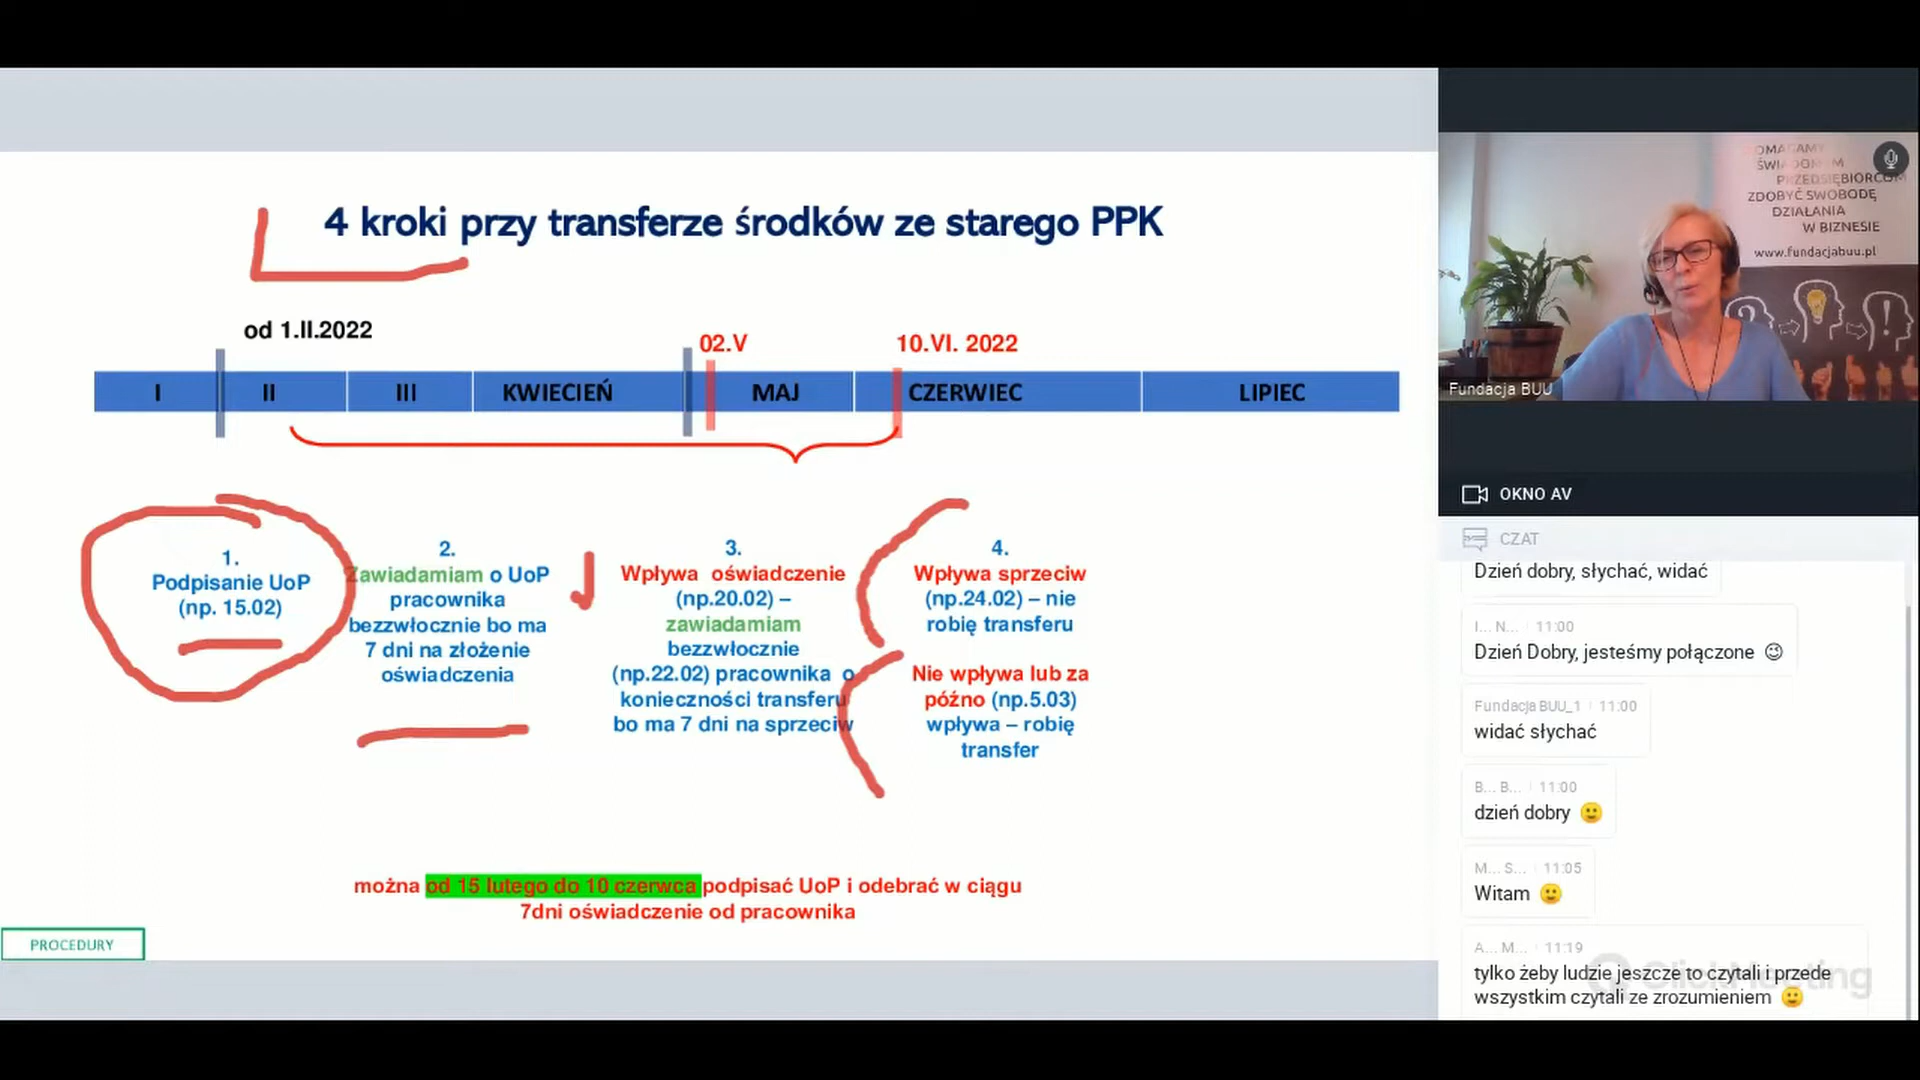 4 kroki przy transferze środków ze starego PPK
od 1.II.2022
02.V
10.VI. 2022
I
II
III
KWIECIEŃ
MAJ
CZERWIEC
LIPIEC
1.
Podpisanie UoP
(np. 15.02)
2.
Zawiadamiam o UoP
pracownika
bezzwłocznie bo ma
7 dni na złożenie
oświadczenia
3.
Wpływa oświadczenie
(np.20.02) –
zawiadamiam
bezzwłocznie
(np.22.02) pracownika o
konieczności transferu
bo ma 7 dni na sprzeciw
4.
Wpływa sprzeciw
(np.24.02) – nie
robię transferu
Nie wpływa lub za
późno (np.5.03)
wpływa – robię
transfer
można od 15 lutego do 10 czerwca podpisać UoP i odebrać w ciągu
7dni oświadczenie od pracownika
PROCEDURY
POMAGAMY
ŚWIADOMYM
PRZEDSIĘBIORCOM
ZDOBYĆ SWOBODĘ
DZIAŁANIA
W BIZNESIE
www.fundacjabuu.pl
Fundacja BUU
OKNO AV
CZAT
Dzień dobry, słychać, widać
I... N... 11:00
Dzień Dobry, jesteśmy połączone ☺
Fundacja BUU_1 11:00
widać słychać
B... B... 11:00
dzień dobry 🙂
M... S... 11:05
Witam 🙂
A... M... 11:19
tylko żeby ludzie jeszcze to czytali i przede
wszystkim czytali ze zrozumieniem 🙂
ClickMeeting